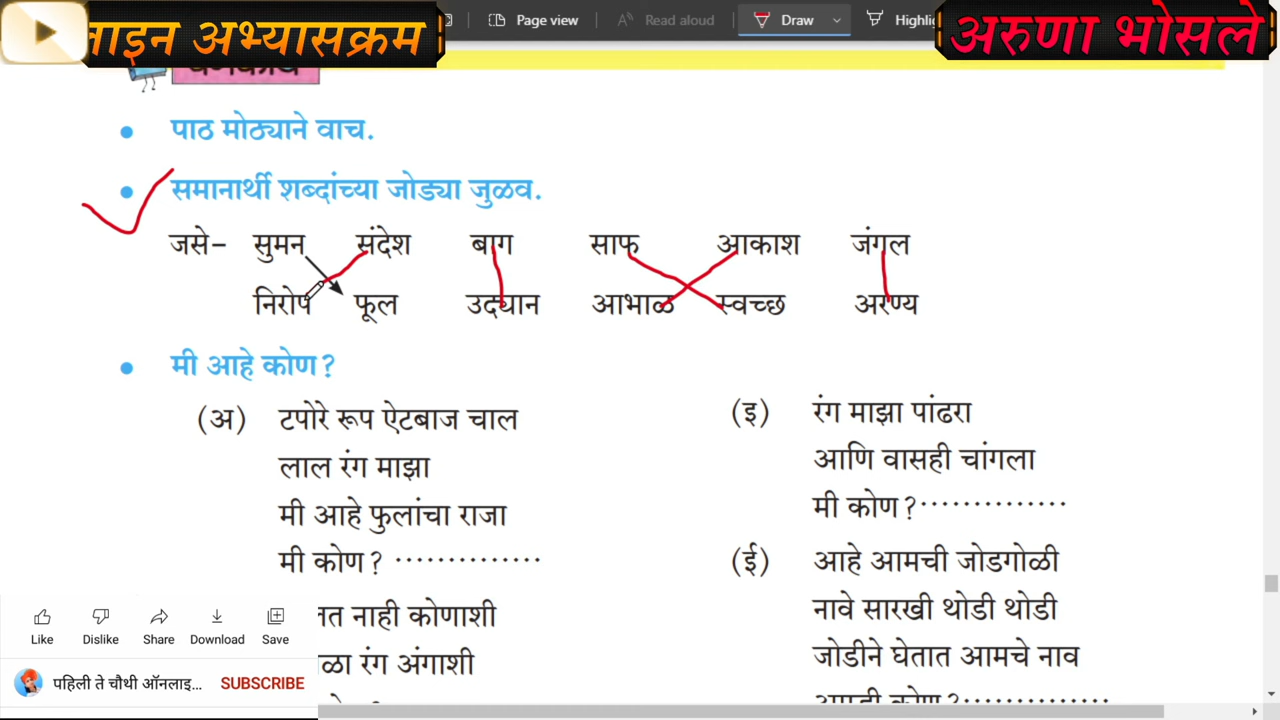 Page view
Read aloud
Draw
अभ्यासक्रम
अरुणा भोसले
पाठ मोठ्याने वाच.
समानार्थी शब्दांच्या जोड्या जुळव.
जसे– सुमन संदेश बाग साफ आकाश जंगल
निरोप फूल उद्यान आभाळ स्वच्छ अरण्य
मी आहे कोण?
(अ) टपोरे रूप ऐटबाज चाल
लाल रंग माझा
मी आहे फुलांचा राजा
मी कोण? ..............
नाही कोणाशी
रंग अंगाशी
(इ) रंग माझा पांढरा
आणि वासही चांगला
मी कोण? ..............
(ई) आहे आमची जोडगोळी
नावे सारखी थोडी थोडी
जोडीने घेतात आमचे नाव
Like
Dislike
Share
Download
Save
पहिली ते चौथी ऑनलाइ...
SUBSCRIBE